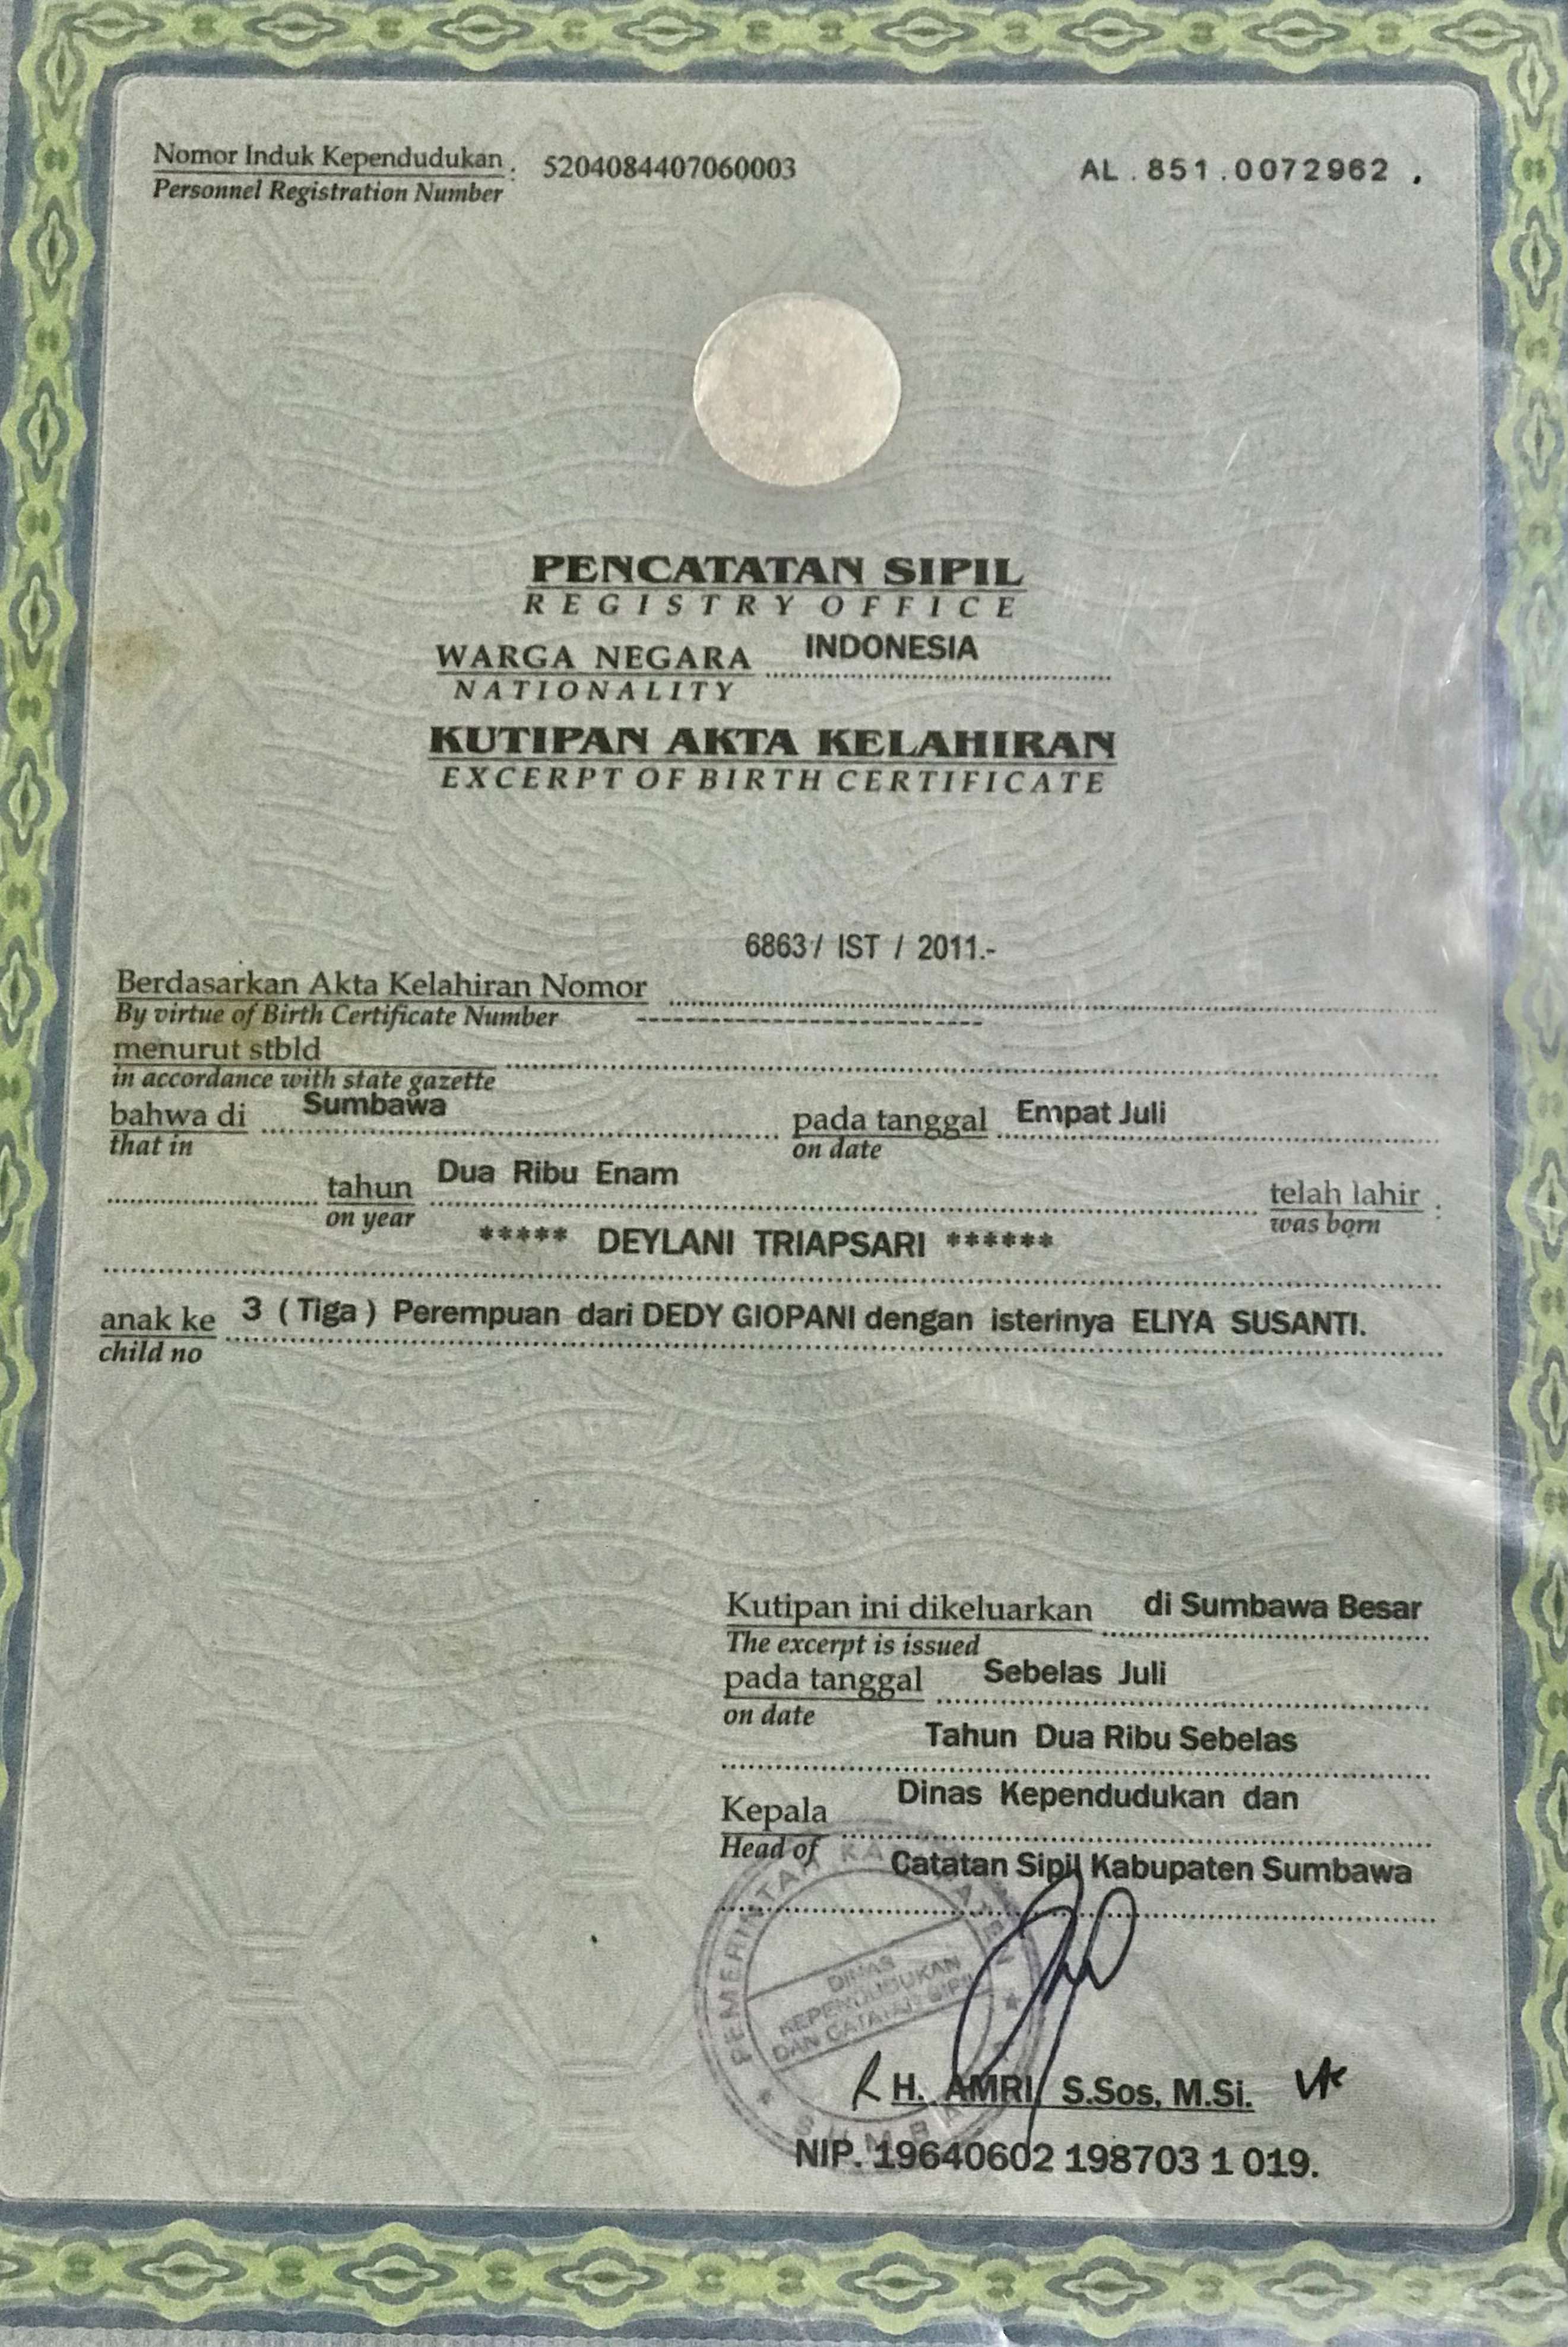 Nomor Induk Kependudukan : 5204084407060003
Personnel Registration Number
AL . 851 . 0072962 .
PENCATATAN SIPIL
REGISTRY OFFICE
WARGA NEGARA INDONESIA
NATIONALITY
KUTIPAN AKTA KELAHIRAN
EXCERPT OF BIRTH CERTIFICATE
6863 / IST / 2011.-
Berdasarkan Akta Kelahiran Nomor
By virtue of Birth Certificate Number
menurut stbld
in accordance with state gazette
bahwa di Sumbawa pada tanggal Empat Juli
that in on date
tahun Dua Ribu Enam telah lahir :
on year was born
***** DEYLANI TRIAPSARI ******
anak ke 3 ( Tiga ) Perempuan dari DEDY GIOPANI dengan isterinya ELIYA SUSANTI.
child no
Kutipan ini dikeluarkan di Sumbawa Besar
The excerpt is issued
pada tanggal Sebelas Juli
on date
Tahun Dua Ribu Sebelas
Kepala Dinas Kependudukan dan
Head of
Catatan Sipil Kabupaten Sumbawa
PEMERINTAH
DINAS
KEPENDUDUKAN
DAN CATATAN SIPIL
H. AMRI, S.Sos, M.Si.
NIP. 19640602 198703 1 019.